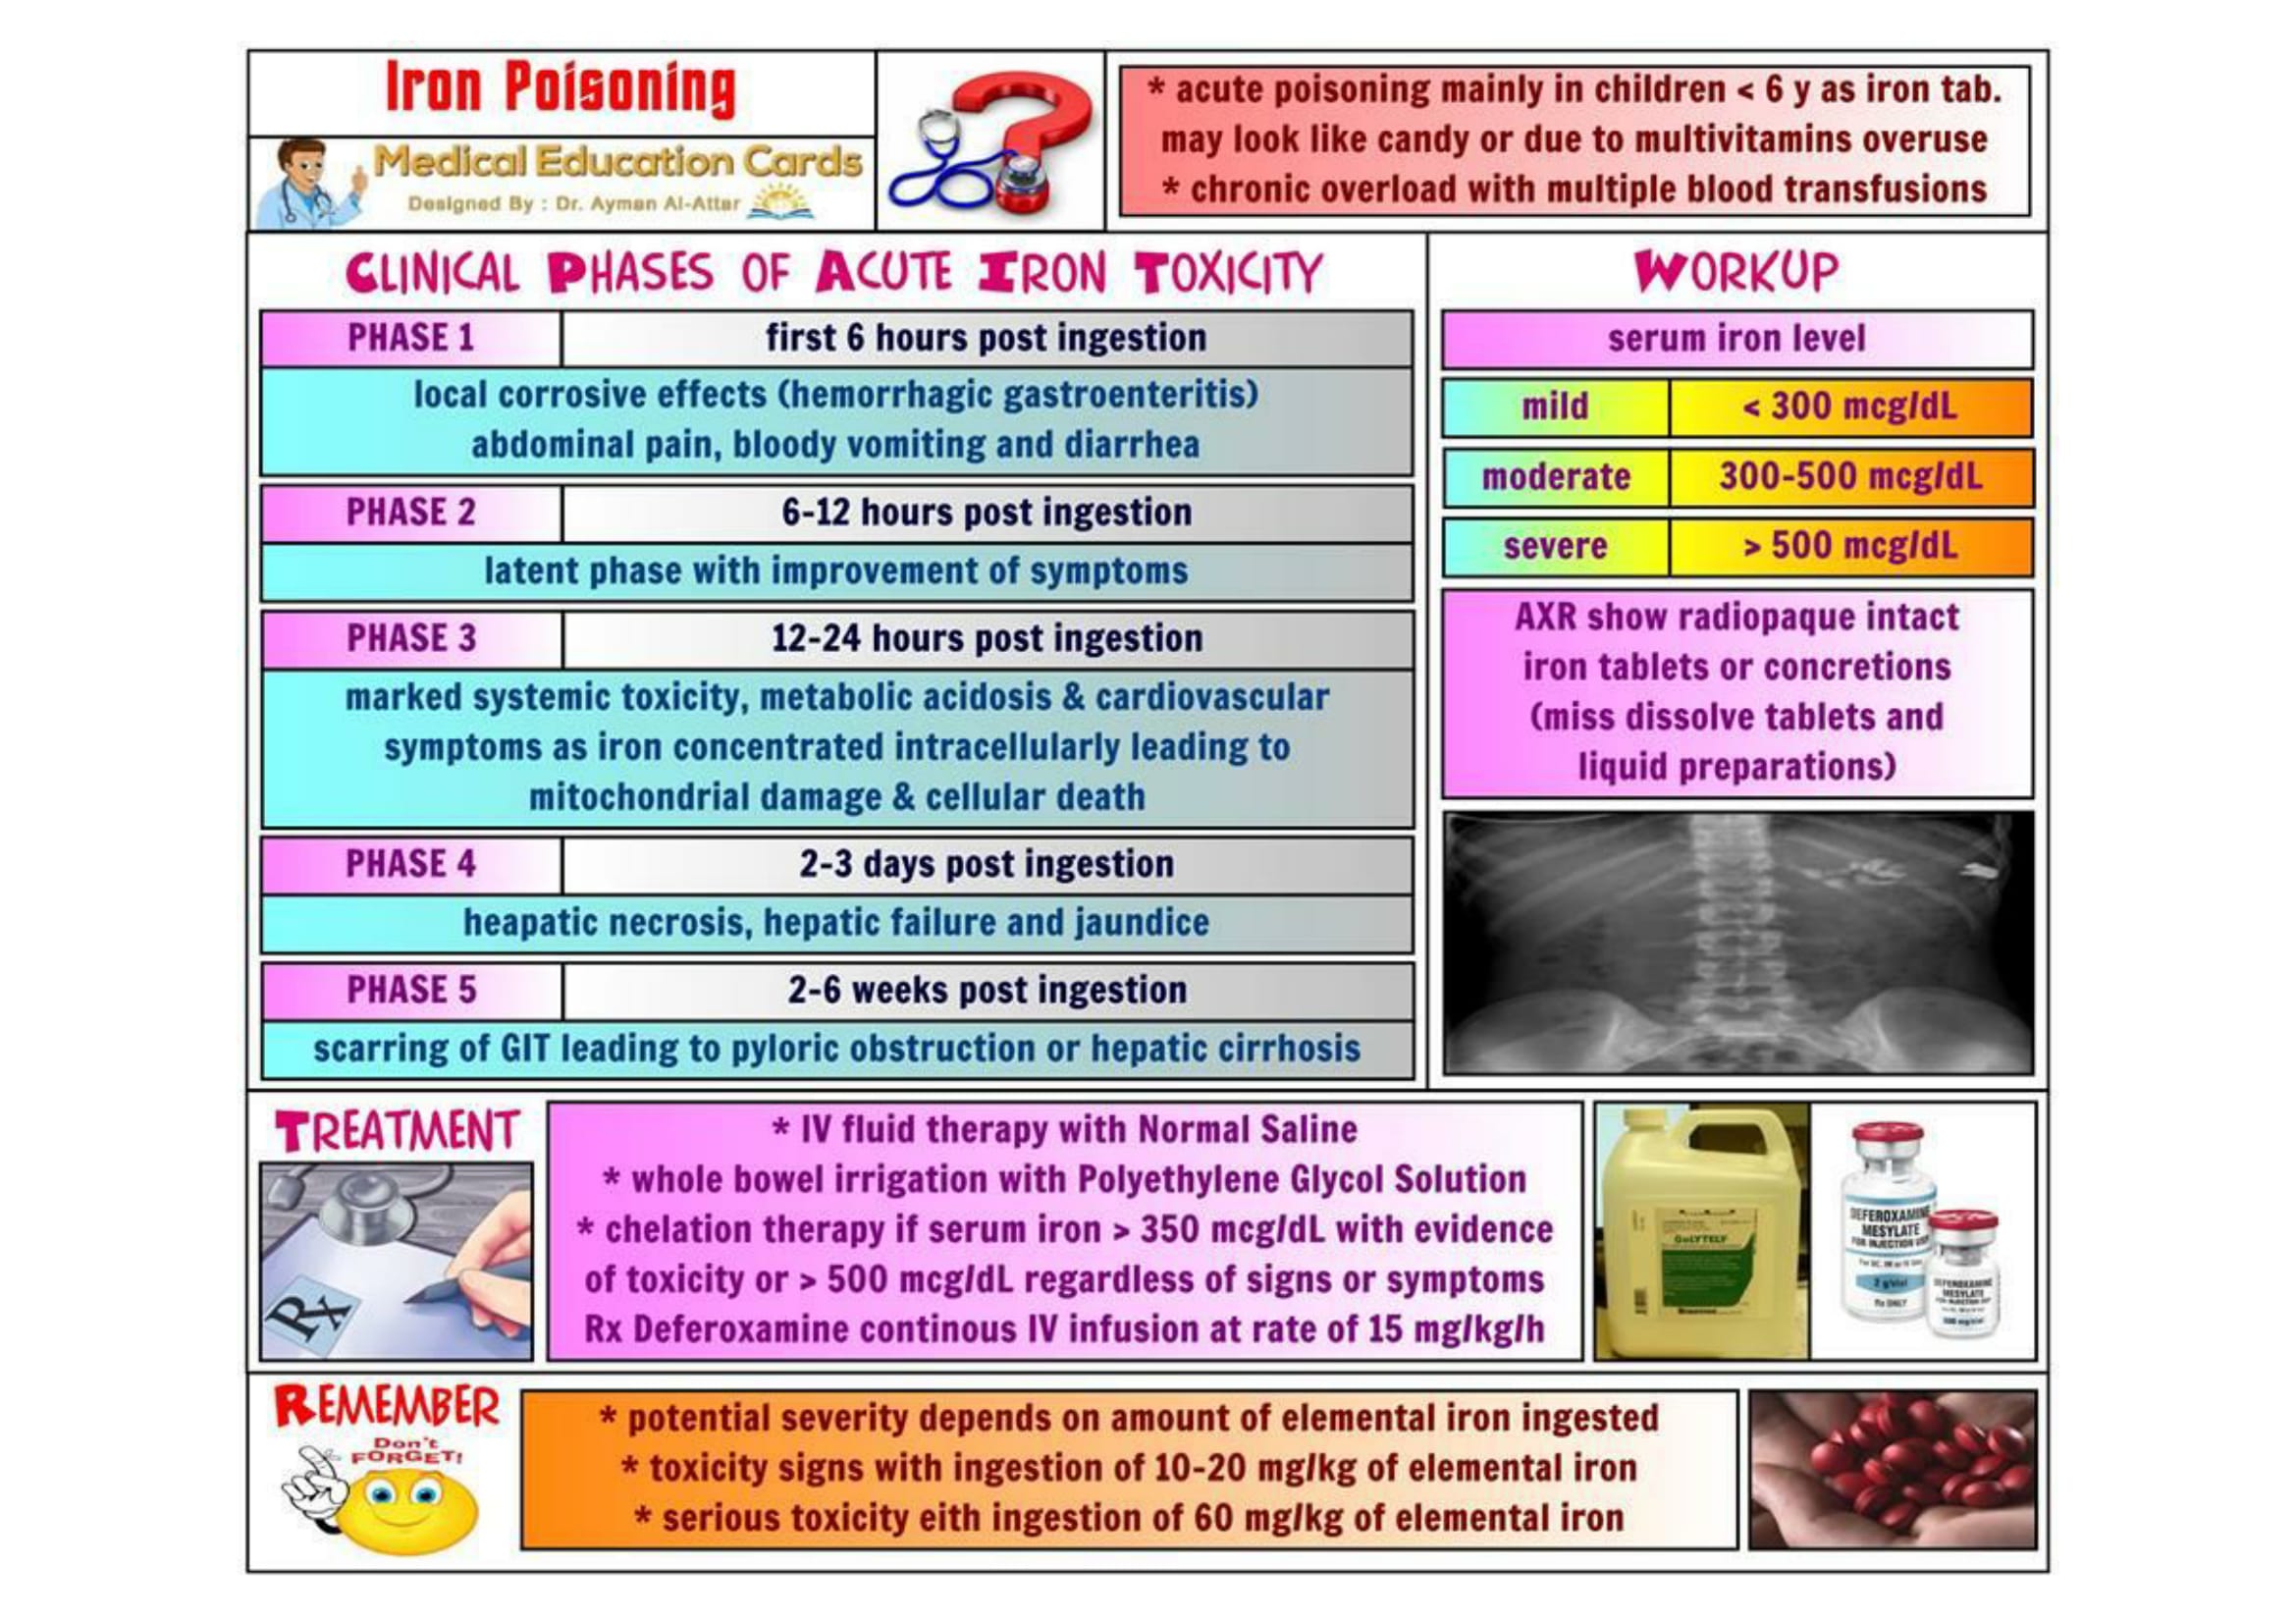 Iron Poisoning
Medical Education Cards
Designed By : Dr. Ayman Al-Attar
* acute poisoning mainly in children < 6 y as iron tab.
may look like candy or due to multivitamins overuse
* chronic overload with multiple blood transfusions
CLINICAL PHASES OF ACUTE IRON TOXICITY
PHASE 1
first 6 hours post ingestion
local corrosive effects (hemorrhagic gastroenteritis)
abdominal pain, bloody vomiting and diarrhea
PHASE 2
6-12 hours post ingestion
latent phase with improvement of symptoms
PHASE 3
12-24 hours post ingestion
marked systemic toxicity, metabolic acidosis & cardiovascular
symptoms as iron concentrated intracellularly leading to
mitochondrial damage & cellular death
PHASE 4
2-3 days post ingestion
heapatic necrosis, hepatic failure and jaundice
PHASE 5
2-6 weeks post ingestion
scarring of GIT leading to pyloric obstruction or hepatic cirrhosis
WORKUP
serum iron level
mild
< 300 mcg/dL
moderate
300-500 mcg/dL
severe
> 500 mcg/dL
AXR show radiopaque intact
iron tablets or concretions
(miss dissolve tablets and
liquid preparations)
TREATMENT
Rx
* IV fluid therapy with Normal Saline
* whole bowel irrigation with Polyethylene Glycol Solution
* chelation therapy if serum iron > 350 mcg/dL with evidence
of toxicity or > 500 mcg/dL regardless of signs or symptoms
Rx Deferoxamine continous IV infusion at rate of 15 mg/kg/h
GoLYTELY
DEFEROXAMINE
MESYLATE
FOR INJECTION USP
2 g/vial
Rx ONLY
DEFEROXAMINE
MESYLATE
500 mg/vial
REMEMBER
Don't
FORGET!
* potential severity depends on amount of elemental iron ingested
* toxicity signs with ingestion of 10-20 mg/kg of elemental iron
* serious toxicity eith ingestion of 60 mg/kg of elemental iron